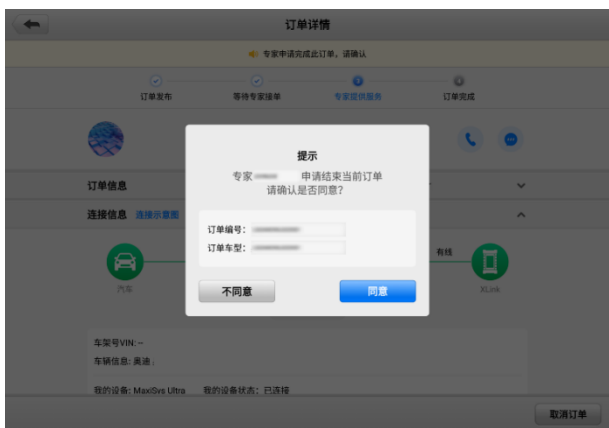 订单详情
专家申请完成此订单，请确认
订单发布
等待专家接单
3
专家提供服务
4
订单完成
提示
专家 申请结束当前订单
请确认是否同意？
订单信息
连接信息 连接示意图
订单编号：
订单车型：
有线
汽车
XLink
不同意
同意
车架号VIN:--
车辆信息: 奥迪 ;
我的设备: MaxiSys Ultra 我的设备状态：已连接
取消订单